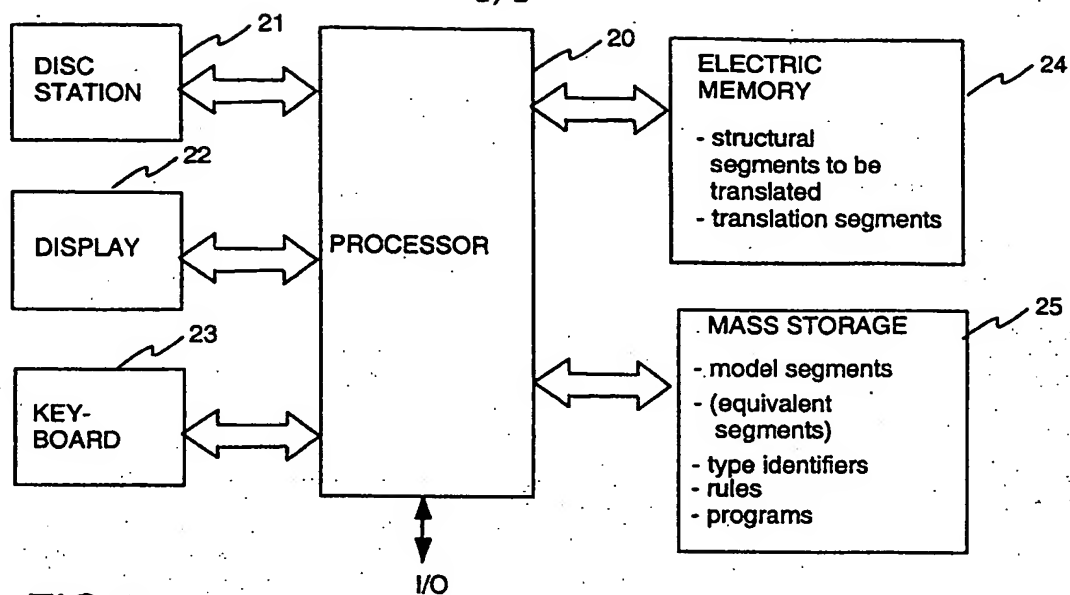 21
DISC
STATION
20
PROCESSOR
ELECTRIC
MEMORY
- structural
segments to be
translated
- translation segments
24
22
DISPLAY
MASS STORAGE
- model segments
- (equivalent
segments)
- type identifiers
- rules
- programs
25
23
KEY-
BOARD
I/O